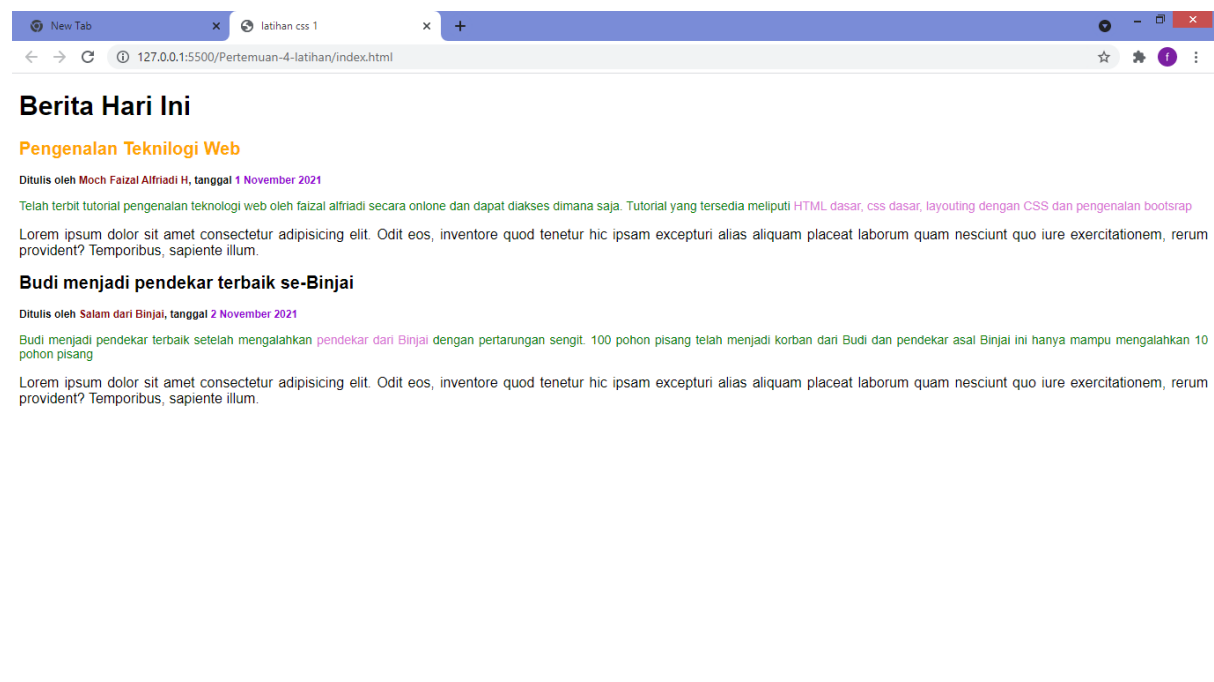 New Tab
latihan css 1
127.0.0.1:5500/Pertemuan-4-latihan/index.html
f
Berita Hari Ini
Pengenalan Teknilogi Web
Ditulis oleh Moch Faizal Alfriadi H, tanggal 1 November 2021
Telah terbit tutorial pengenalan teknologi web oleh faizal alfriadi secara onlone dan dapat diakses dimana saja. Tutorial yang tersedia meliputi HTML dasar, css dasar, layouting dengan CSS dan pengenalan bootsrap
Lorem ipsum dolor sit amet consectetur adipisicing elit. Odit eos, inventore quod tenetur hic ipsam excepturi alias aliquam placeat laborum quam nesciunt quo iure exercitationem, rerum
provident? Temporibus, sapiente illum.
Budi menjadi pendekar terbaik se-Binjai
Ditulis oleh Salam dari Binjai, tanggal 2 November 2021
Budi menjadi pendekar terbaik setelah mengalahkan pendekar dari Binjai dengan pertarungan sengit. 100 pohon pisang telah menjadi korban dari Budi dan pendekar asal Binjai ini hanya mampu mengalahkan 10
pohon pisang
Lorem ipsum dolor sit amet consectetur adipisicing elit. Odit eos, inventore quod tenetur hic ipsam excepturi alias aliquam placeat laborum quam nesciunt quo iure exercitationem, rerum
provident? Temporibus, sapiente illum.